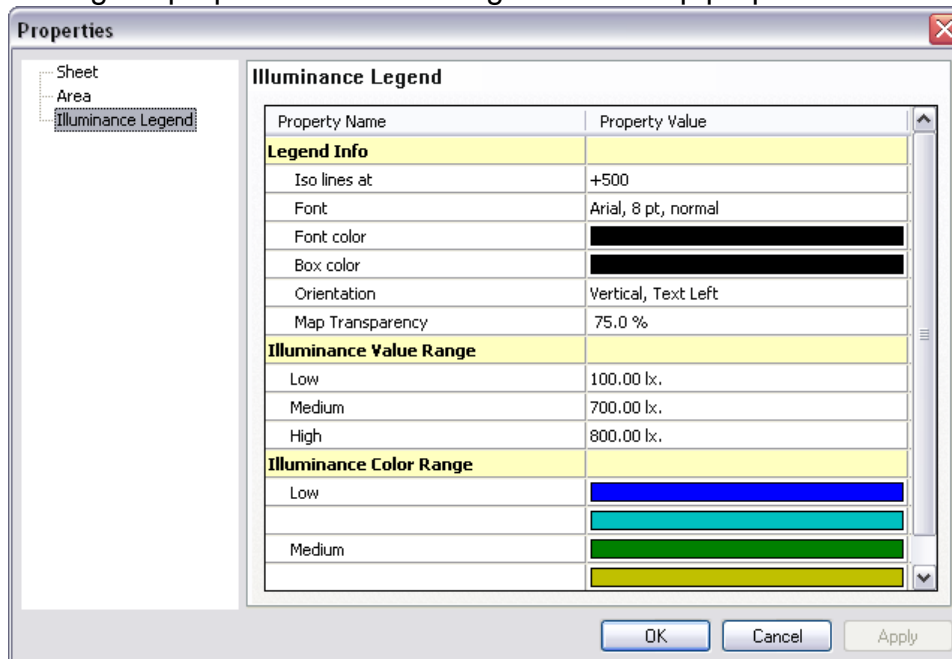 Properties
Sheet
Area
Illuminance Legend
Illuminance Legend
Property Name Property Value
Legend Info
Iso lines at +500
Font Arial, 8 pt, normal
Font color
Box color
Orientation Vertical, Text Left
Map Transparency 75.0 %
Illuminance Value Range
Low 100.00 lx.
Medium 700.00 lx.
High 800.00 lx.
Illuminance Color Range
Low
Medium
OK Cancel Apply